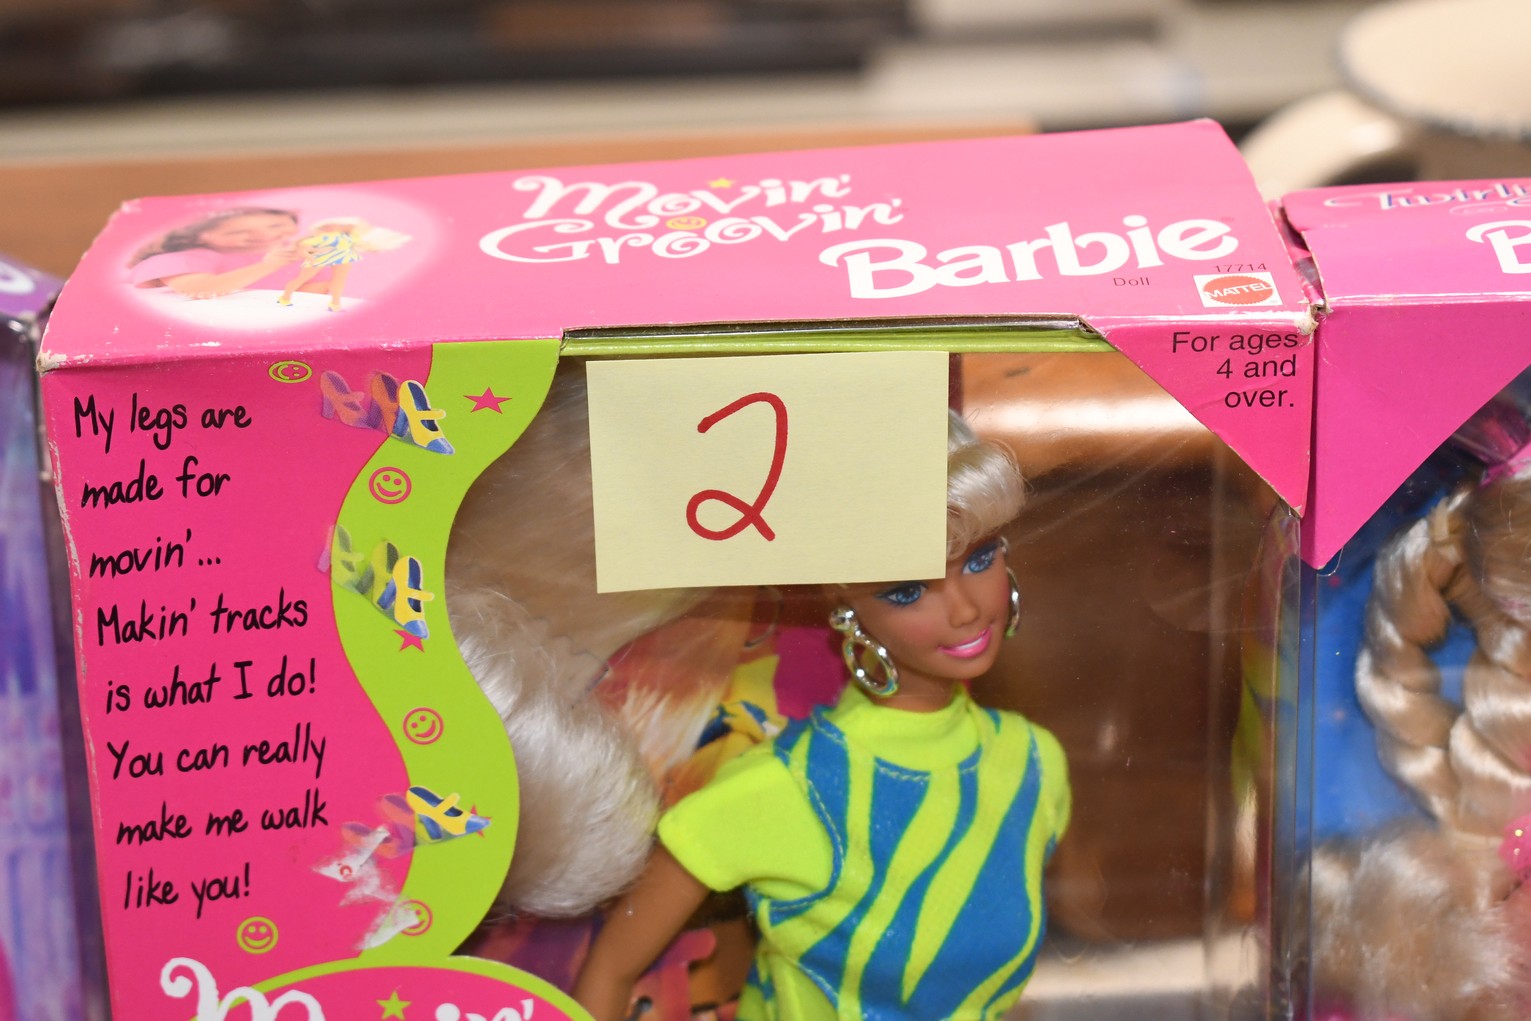 Movin'
Groovin'
Barbie
Doll
17714
MATTEL
For ages
4 and
over.
2
My legs are
made for
movin'...
Makin' tracks
is what I do!
You can really
make me walk
like you!